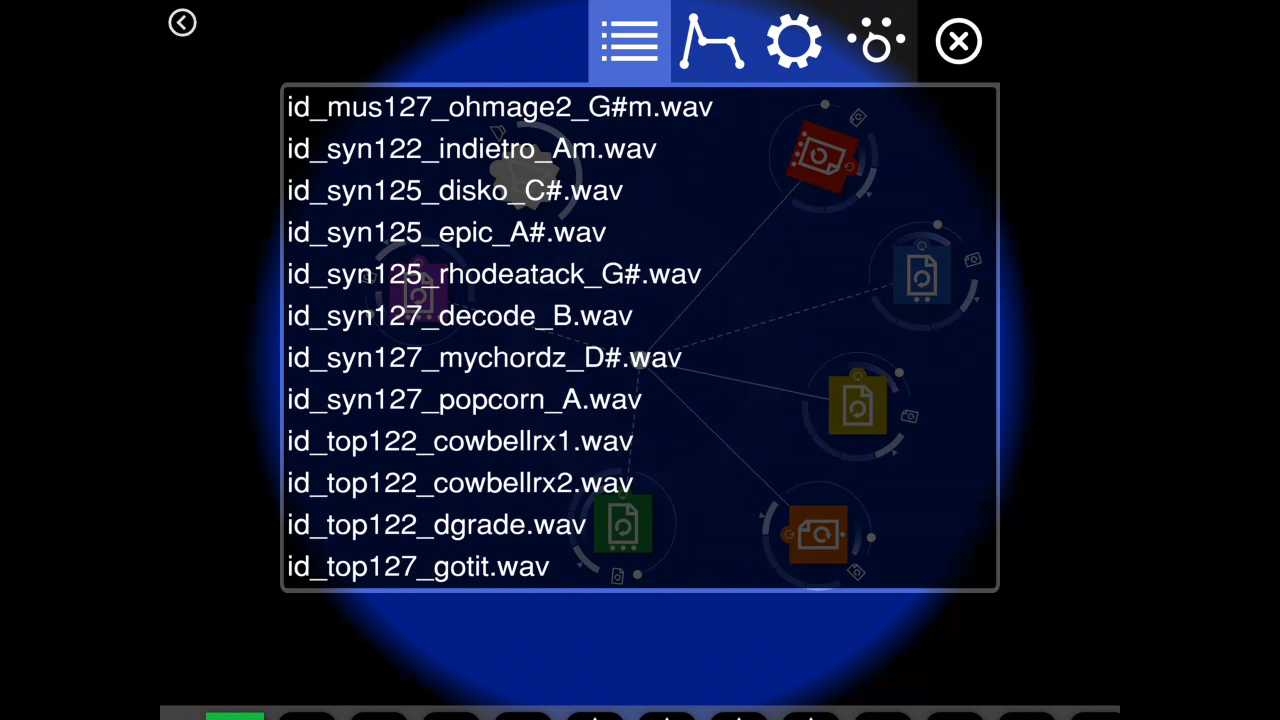 id_mus127_ohmage2_G#m.wav
id_syn122_indietro_Am.wav
id_syn125_disko_C#.wav
id_syn125_epic_A#.wav
id_syn125_rhodeatack_G#.wav
id_syn127_decode_B.wav
id_syn127_mychordz_D#.wav
id_syn127_popcorn_A.wav
id_top122_cowbellrx1.wav
id_top122_cowbellrx2.wav
id_top122_dgrade.wav
id_top127_gotit.wav